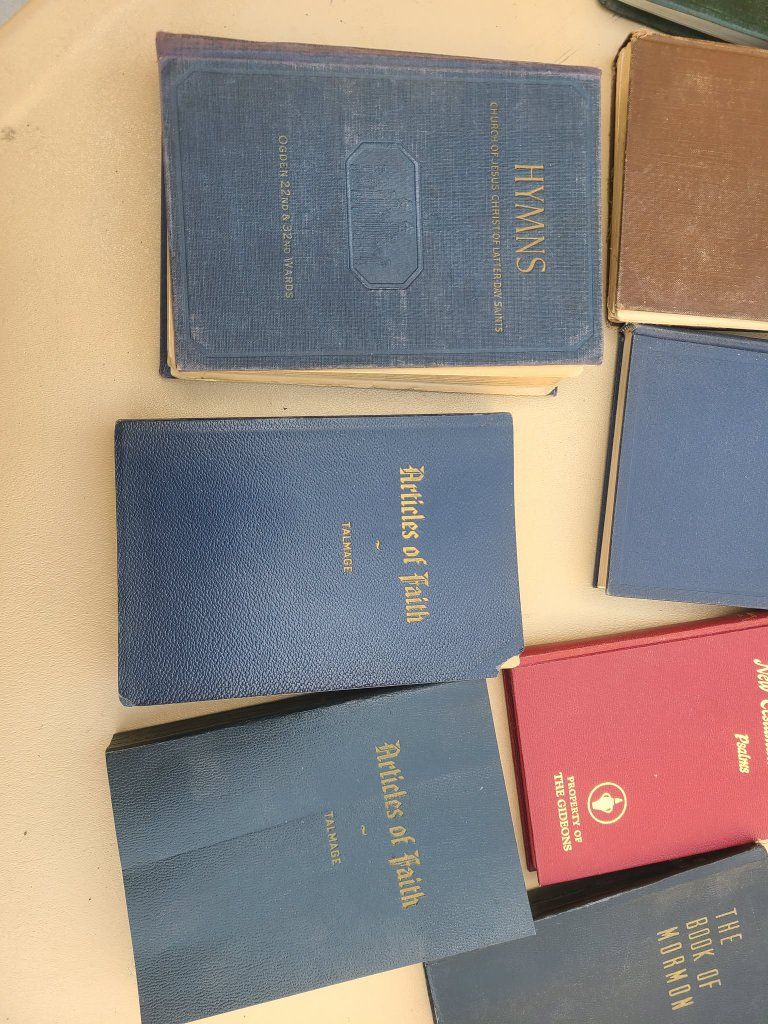 HYMNS
CHURCH OF JESUS CHRIST OF LATTER-DAY SAINTS
OGDEN 22ND & 32ND WARDS
Articles of Faith
~
TALMAGE
Articles of Faith
~
TALMAGE
New
Psalms
PROPERTY OF
THE GIDEONS
THE
BOOK OF
MORMON